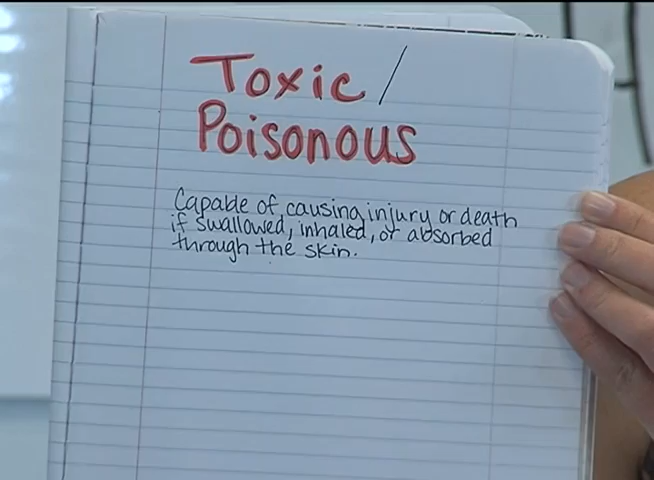 Toxic/
Poisonous
Capable of causing injury or death
if swallowed, inhaled, or absorbed
through the skin.